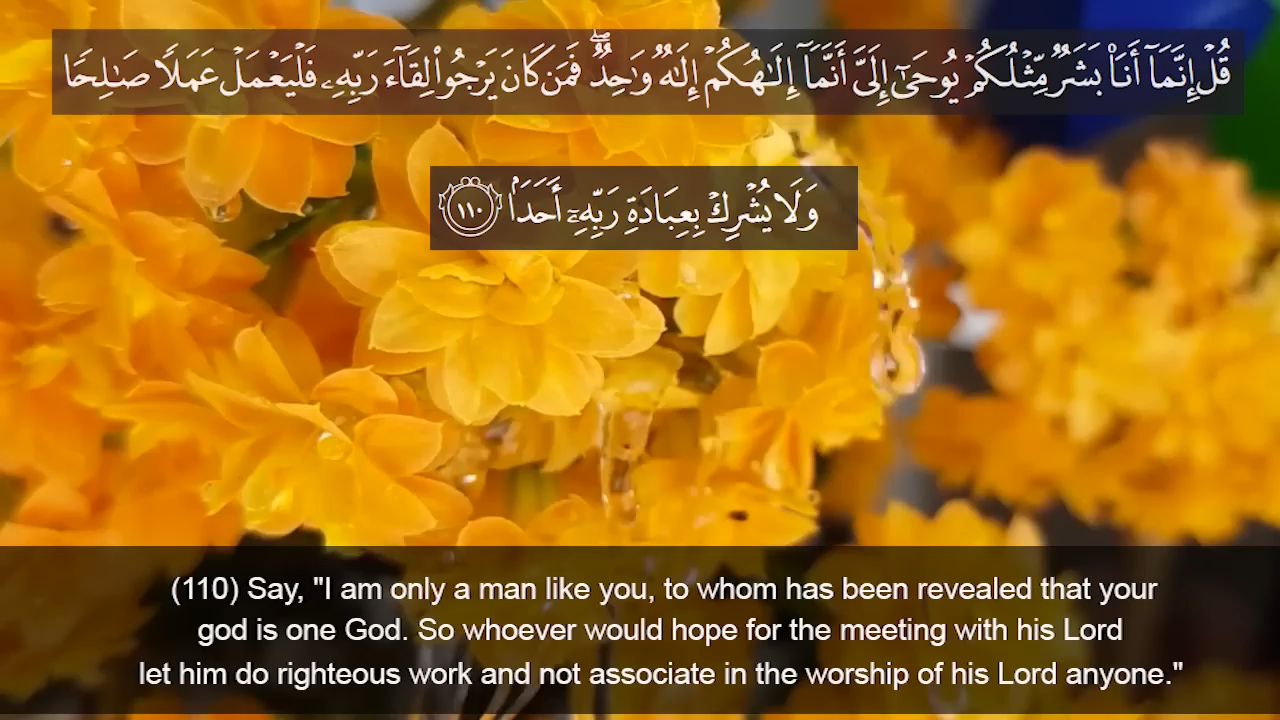 قُلْ إِنَّمَآ أَنَا۠ بَشَرٌ مِّثْلُكُمْ يُوحَىٰٓ إِلَىَّ أَنَّمَآ إِلَـٰهُكُمْ إِلَـٰهٌ وَٰحِدٌ ۖ فَمَن كَانَ يَرْجُوا۟ لِقَآءَ رَبِّهِۦ فَلْيَعْمَلْ عَمَلًا صَـٰلِحًا
وَلَا يُشْرِكْ بِعِبَادَةِ رَبِّهِۦٓ أَحَدًۢا ١١٠
(110) Say, "I am only a man like you, to whom has been revealed that your
god is one God. So whoever would hope for the meeting with his Lord
let him do righteous work and not associate in the worship of his Lord anyone."